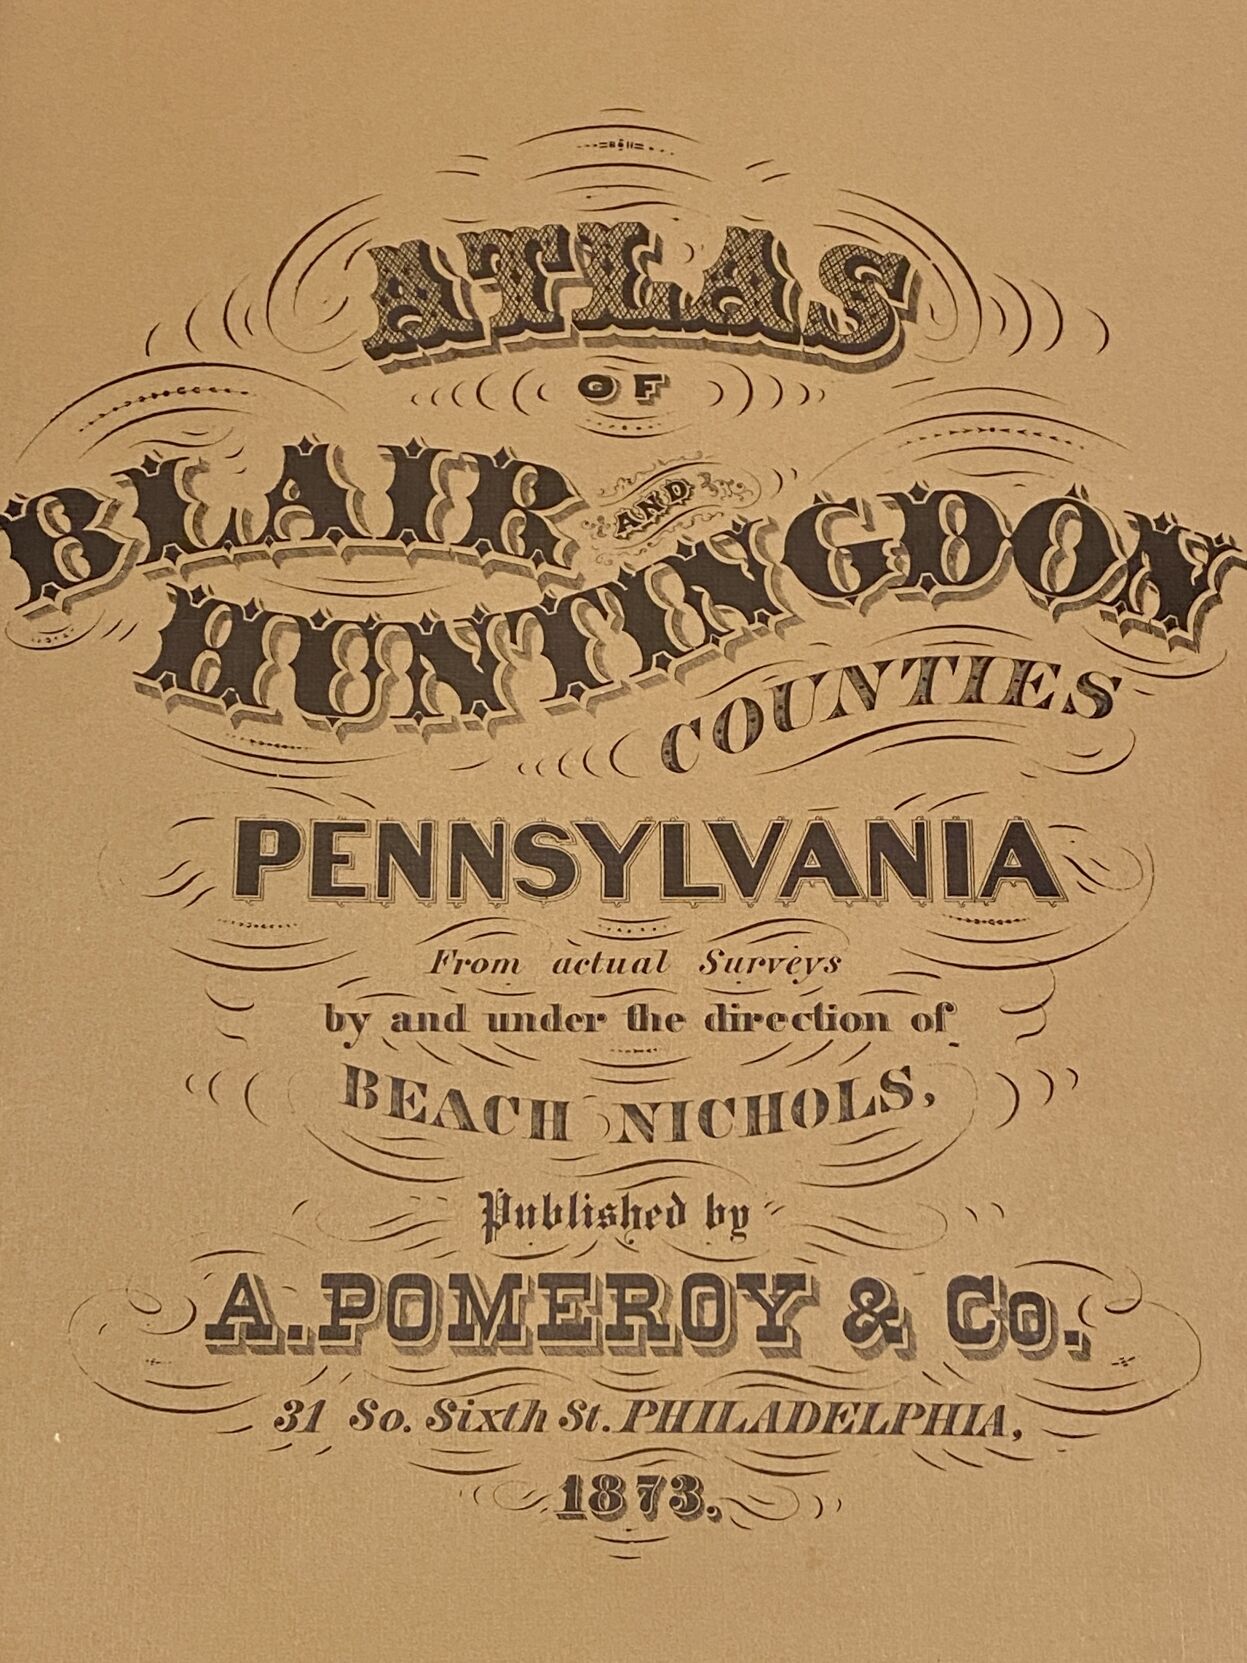 ATLAS
OF
BLAIR AND
HUNTINGDON
COUNTIES
PENNSYLVANIA
From actual Surveys
by and under the direction of
BEACH NICHOLS,
Published by
A. POMEROY & Co.
31 So. Sixth St. PHILADELPHIA,
1873.